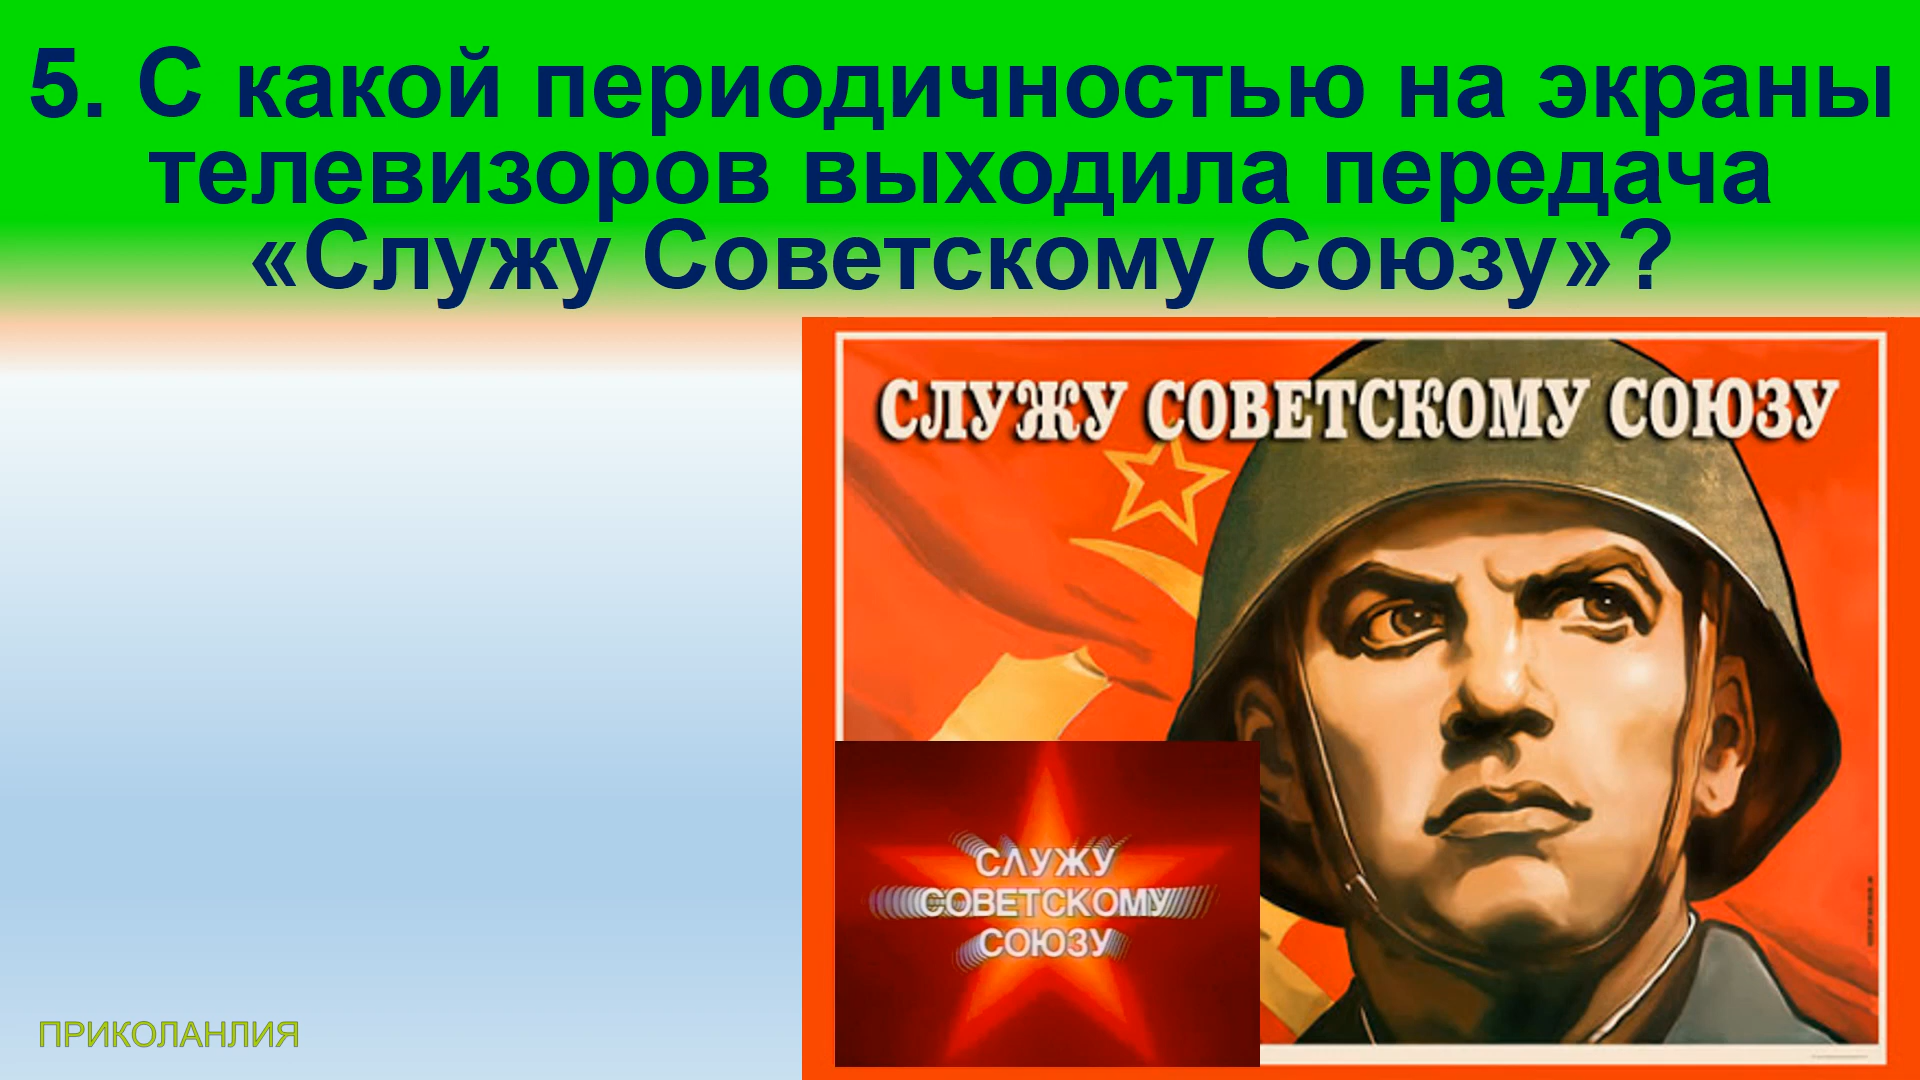 5. С какой периодичностью на экраны
телевизоров выходила передача
«Служу Советскому Союзу»?
СЛУЖУ СОВЕТСКОМУ СОЮЗУ
СЛУЖУ
СОВЕТСКОМУ
СОЮЗУ
ПРИКОЛАНЛИЯ